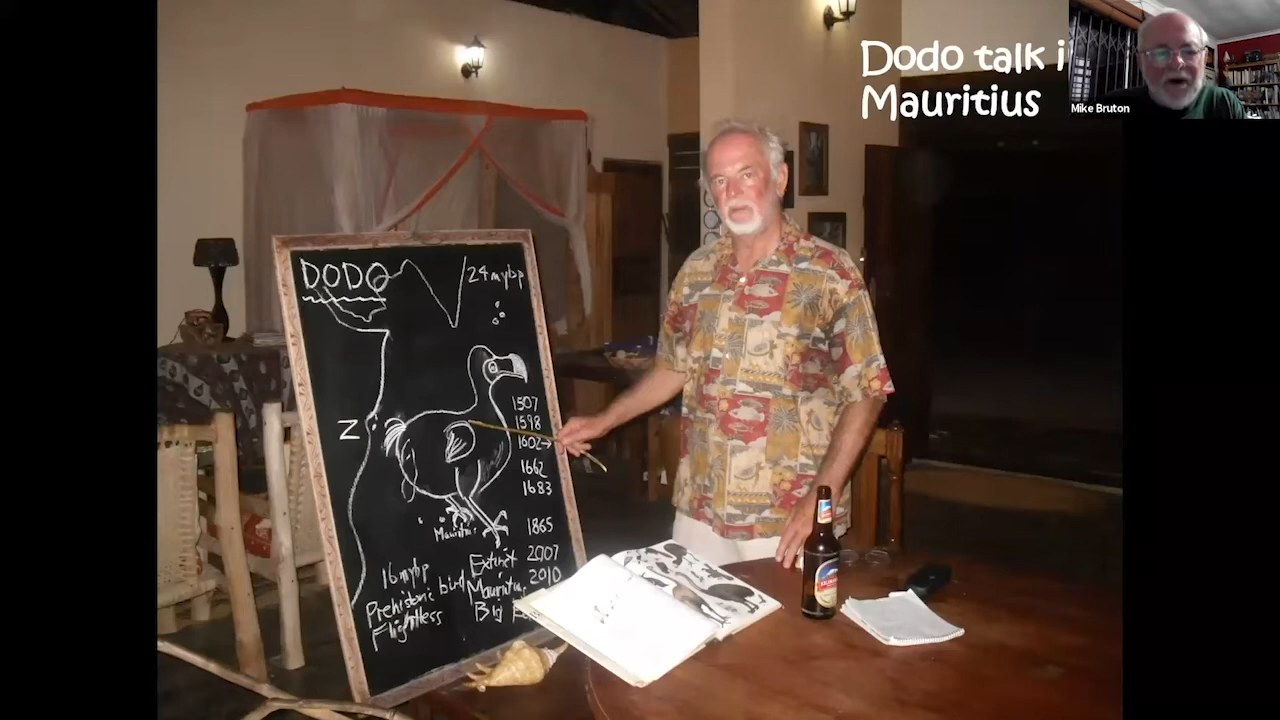 Dodo talk i
Mauritius
Mike Bruton
DODO
24 mybp
1507
1598
1602→
Z
1662
1683
Mauritius
1865
16 mybp
Extinct 2007
Prehistoric bird Mauritius 2010
Flightless Big